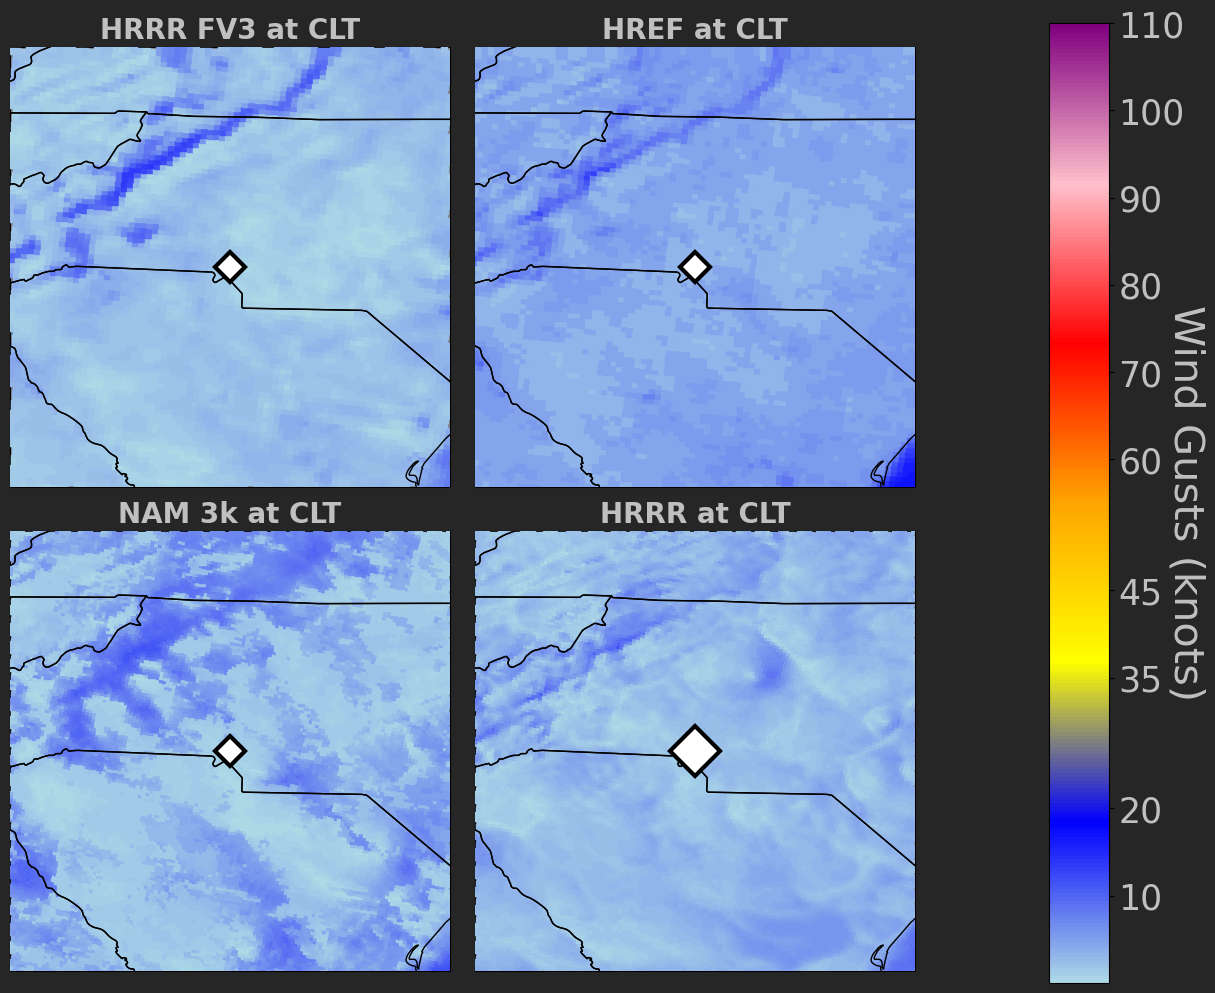 HRRR FV3 at CLT
HREF at CLT
NAM 3k at CLT
HRRR at CLT
110
100
90
80
70
60
45
35
20
10
Wind Gusts (knots)